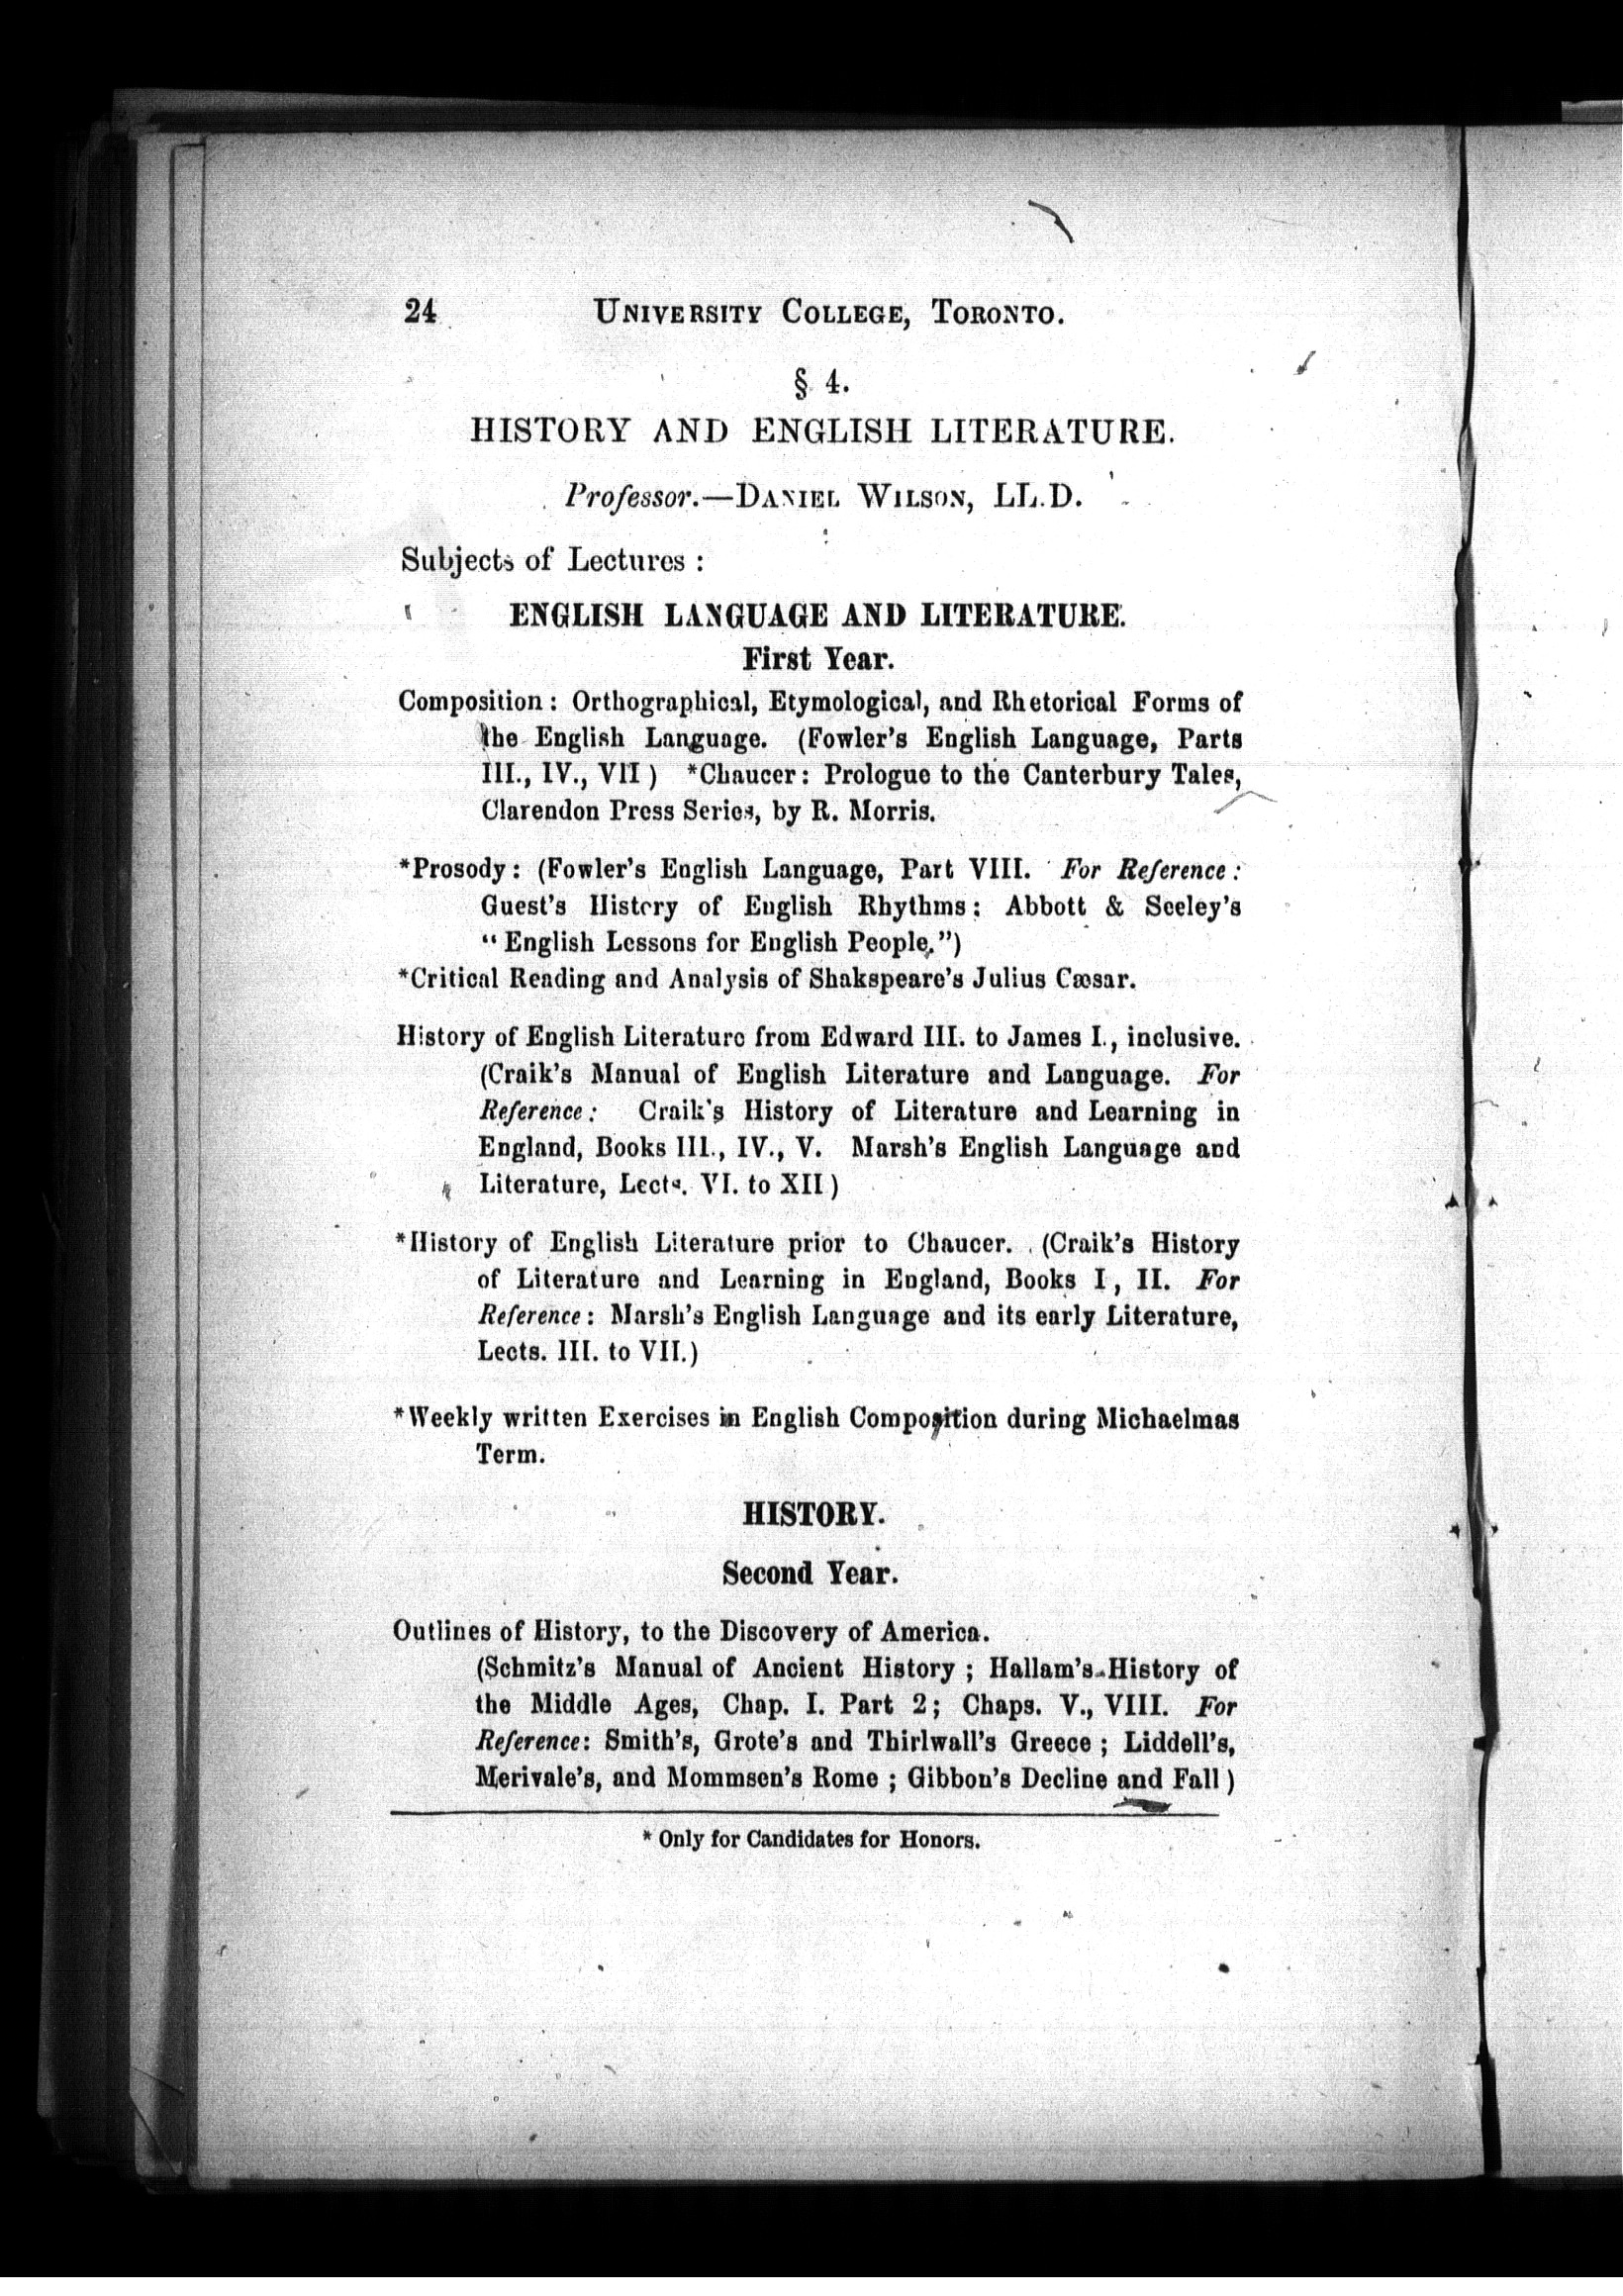 24 UNIVERSITY COLLEGE, TORONTO.
§ 4.
HISTORY AND ENGLISH LITERATURE.
Professor.—DANIEL WILSON, LL.D.
Subjects of Lectures :
ENGLISH LANGUAGE AND LITERATURE.
First Year.
Composition: Orthographical, Etymological, and Rhetorical Forms of
the English Language. (Fowler's English Language, Parts
III., IV., VII) *Chaucer: Prologue to the Canterbury Tales,
Clarendon Press Series, by R. Morris.
*Prosody: (Fowler's English Language, Part VIII. For Reference:
Guest's History of English Rhythms; Abbott & Seeley's
" English Lessons for English People.")
*Critical Reading and Analysis of Shakspeare's Julius Cæsar.
History of English Literature from Edward III. to James I., inclusive.
(Craik's Manual of English Literature and Language. For
Reference: Craik's History of Literature and Learning in
England, Books III., IV., V. Marsh's English Language and
Literature, Lects. VI. to XII)
*History of English Literature prior to Chaucer. (Craik's History
of Literature and Learning in England, Books I, II. For
Reference: Marsh's English Language and its early Literature,
Lects. III. to VII.)
*Weekly written Exercises in English Composition during Michaelmas
Term.
HISTORY.
Second Year.
Outlines of History, to the Discovery of America.
(Schmitz's Manual of Ancient History ; Hallam's History of
the Middle Ages, Chap. I. Part 2; Chaps. V., VIII. For
Reference: Smith's, Grote's and Thirlwall's Greece ; Liddell's,
Merivale's, and Mommsen's Rome ; Gibbon's Decline and Fall)
* Only for Candidates for Honors.